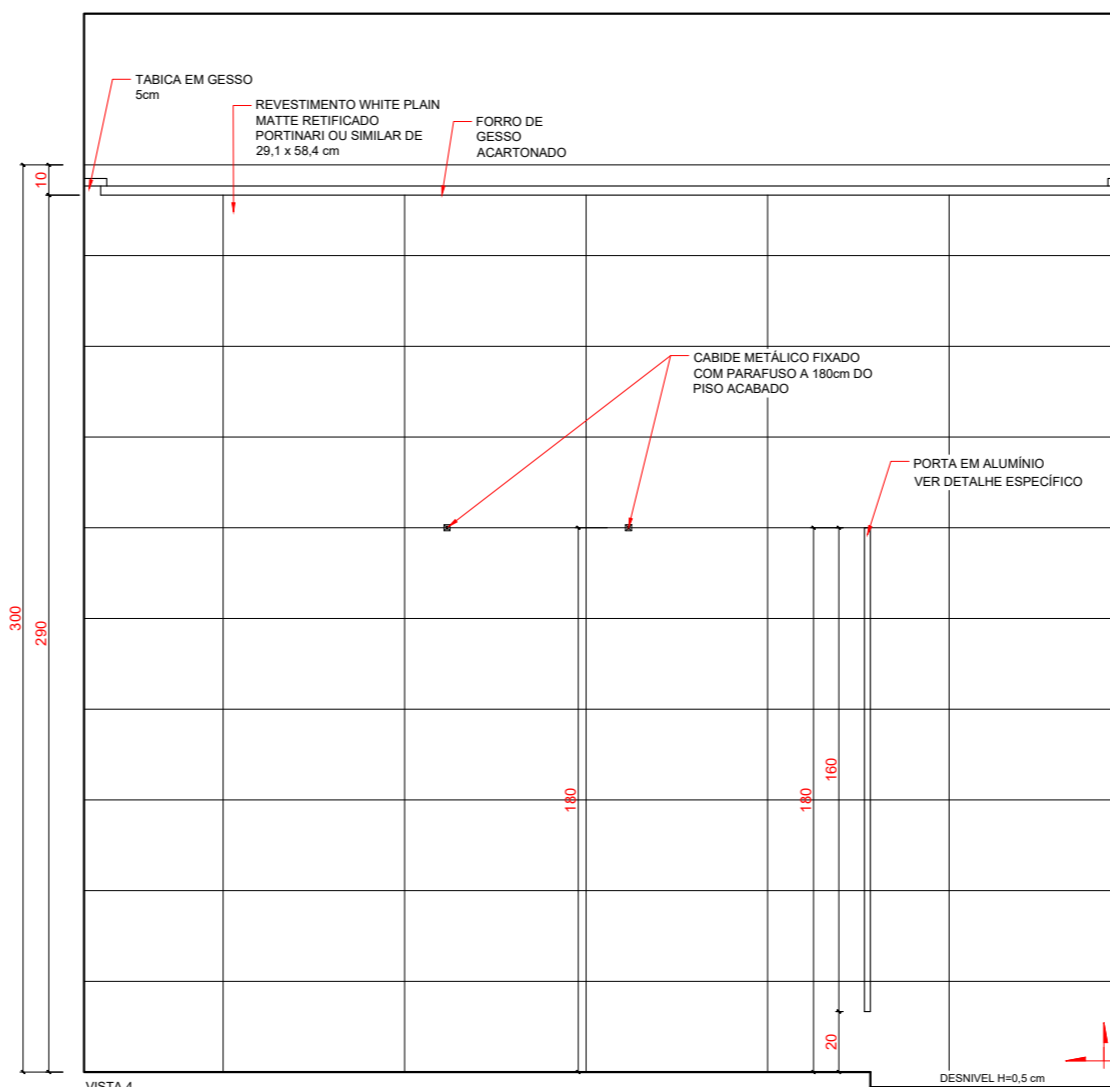 TABICA EM GESSO
5cm
REVESTIMENTO WHITE PLAIN
MATTE RETIFICADO
PORTINARI OU SIMILAR DE
29,1 x 58,4 cm
FORRO DE
GESSO
ACARTONADO
10
CABIDE METÁLICO FIXADO
COM PARAFUSO A 180cm DO
PISO ACABADO
PORTA EM ALUMÍNIO
VER DETALHE ESPECÍFICO
300
290
180
180
160
20
VISTA 4
DESNIVEL H=0,5 cm